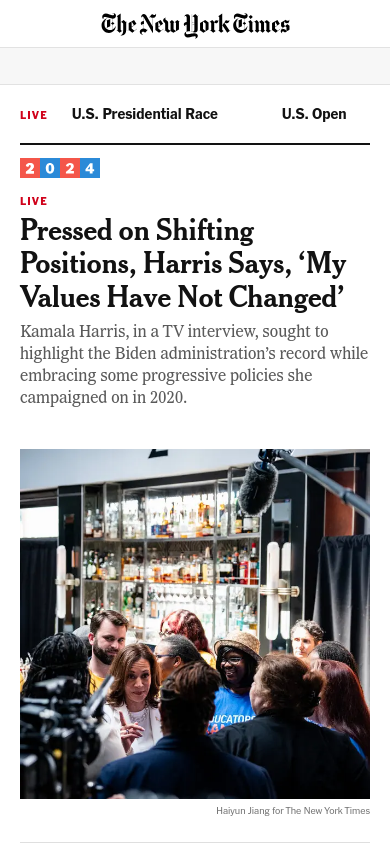 The New York Times
LIVE U.S. Presidential Race U.S. Open
2024
LIVE
Pressed on Shifting
Positions, Harris Says, ‘My
Values Have Not Changed’
Kamala Harris, in a TV interview, sought to
highlight the Biden administration’s record while
embracing some progressive policies she
campaigned on in 2020.
UCATORS
Haiyun Jiang for The New York Times